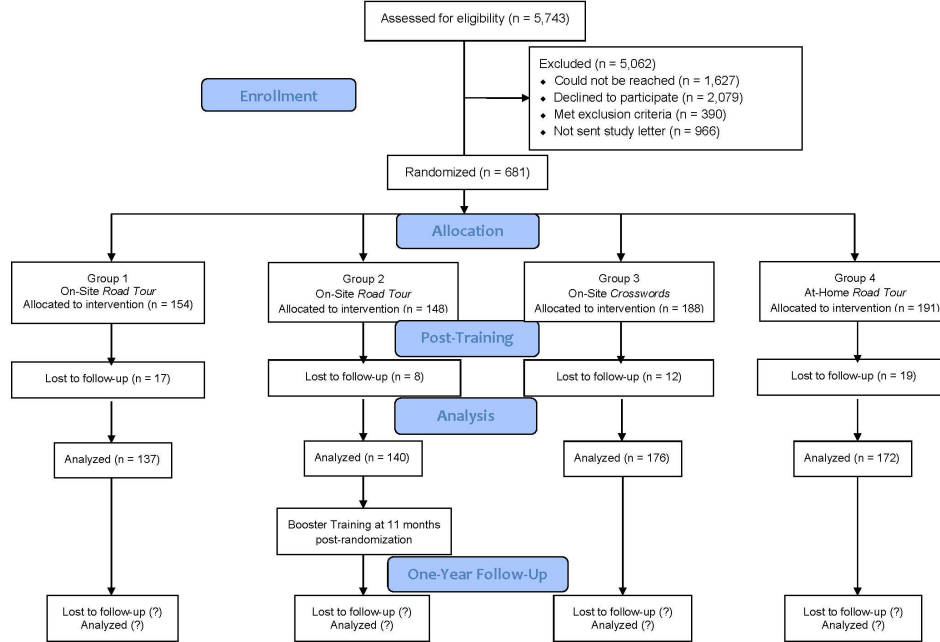 Assessed for eligibility (n = 5,743)
Excluded (n = 5,062)
◆ Could not be reached (n = 1,627)
◆ Declined to participate (n = 2,079)
◆ Met exclusion criteria (n = 390)
◆ Not sent study letter (n = 966)
Enrollment
Randomized (n = 681)
Allocation
Group 1
On-Site Road Tour
Allocated to intervention (n = 154)
Group 2
On-Site Road Tour
Allocated to intervention (n = 148)
Group 3
On-Site Crosswords
Allocated to intervention (n = 188)
Group 4
At-Home Road Tour
Allocated to intervention (n = 191)
Post-Training
Lost to follow-up (n = 17)
Lost to follow-up (n = 8)
Lost to follow-up (n = 12)
Lost to follow-up (n = 19)
Analysis
Analyzed (n = 137)
Analyzed (n = 140)
Analyzed (n = 176)
Analyzed (n = 172)
Booster Training at 11 months
post-randomization
One-Year Follow-Up
Lost to follow-up (?)
Analyzed (?)
Lost to follow-up (?)
Analyzed (?)
Lost to follow-up (?)
Analyzed (?)
Lost to follow-up (?)
Analyzed (?)